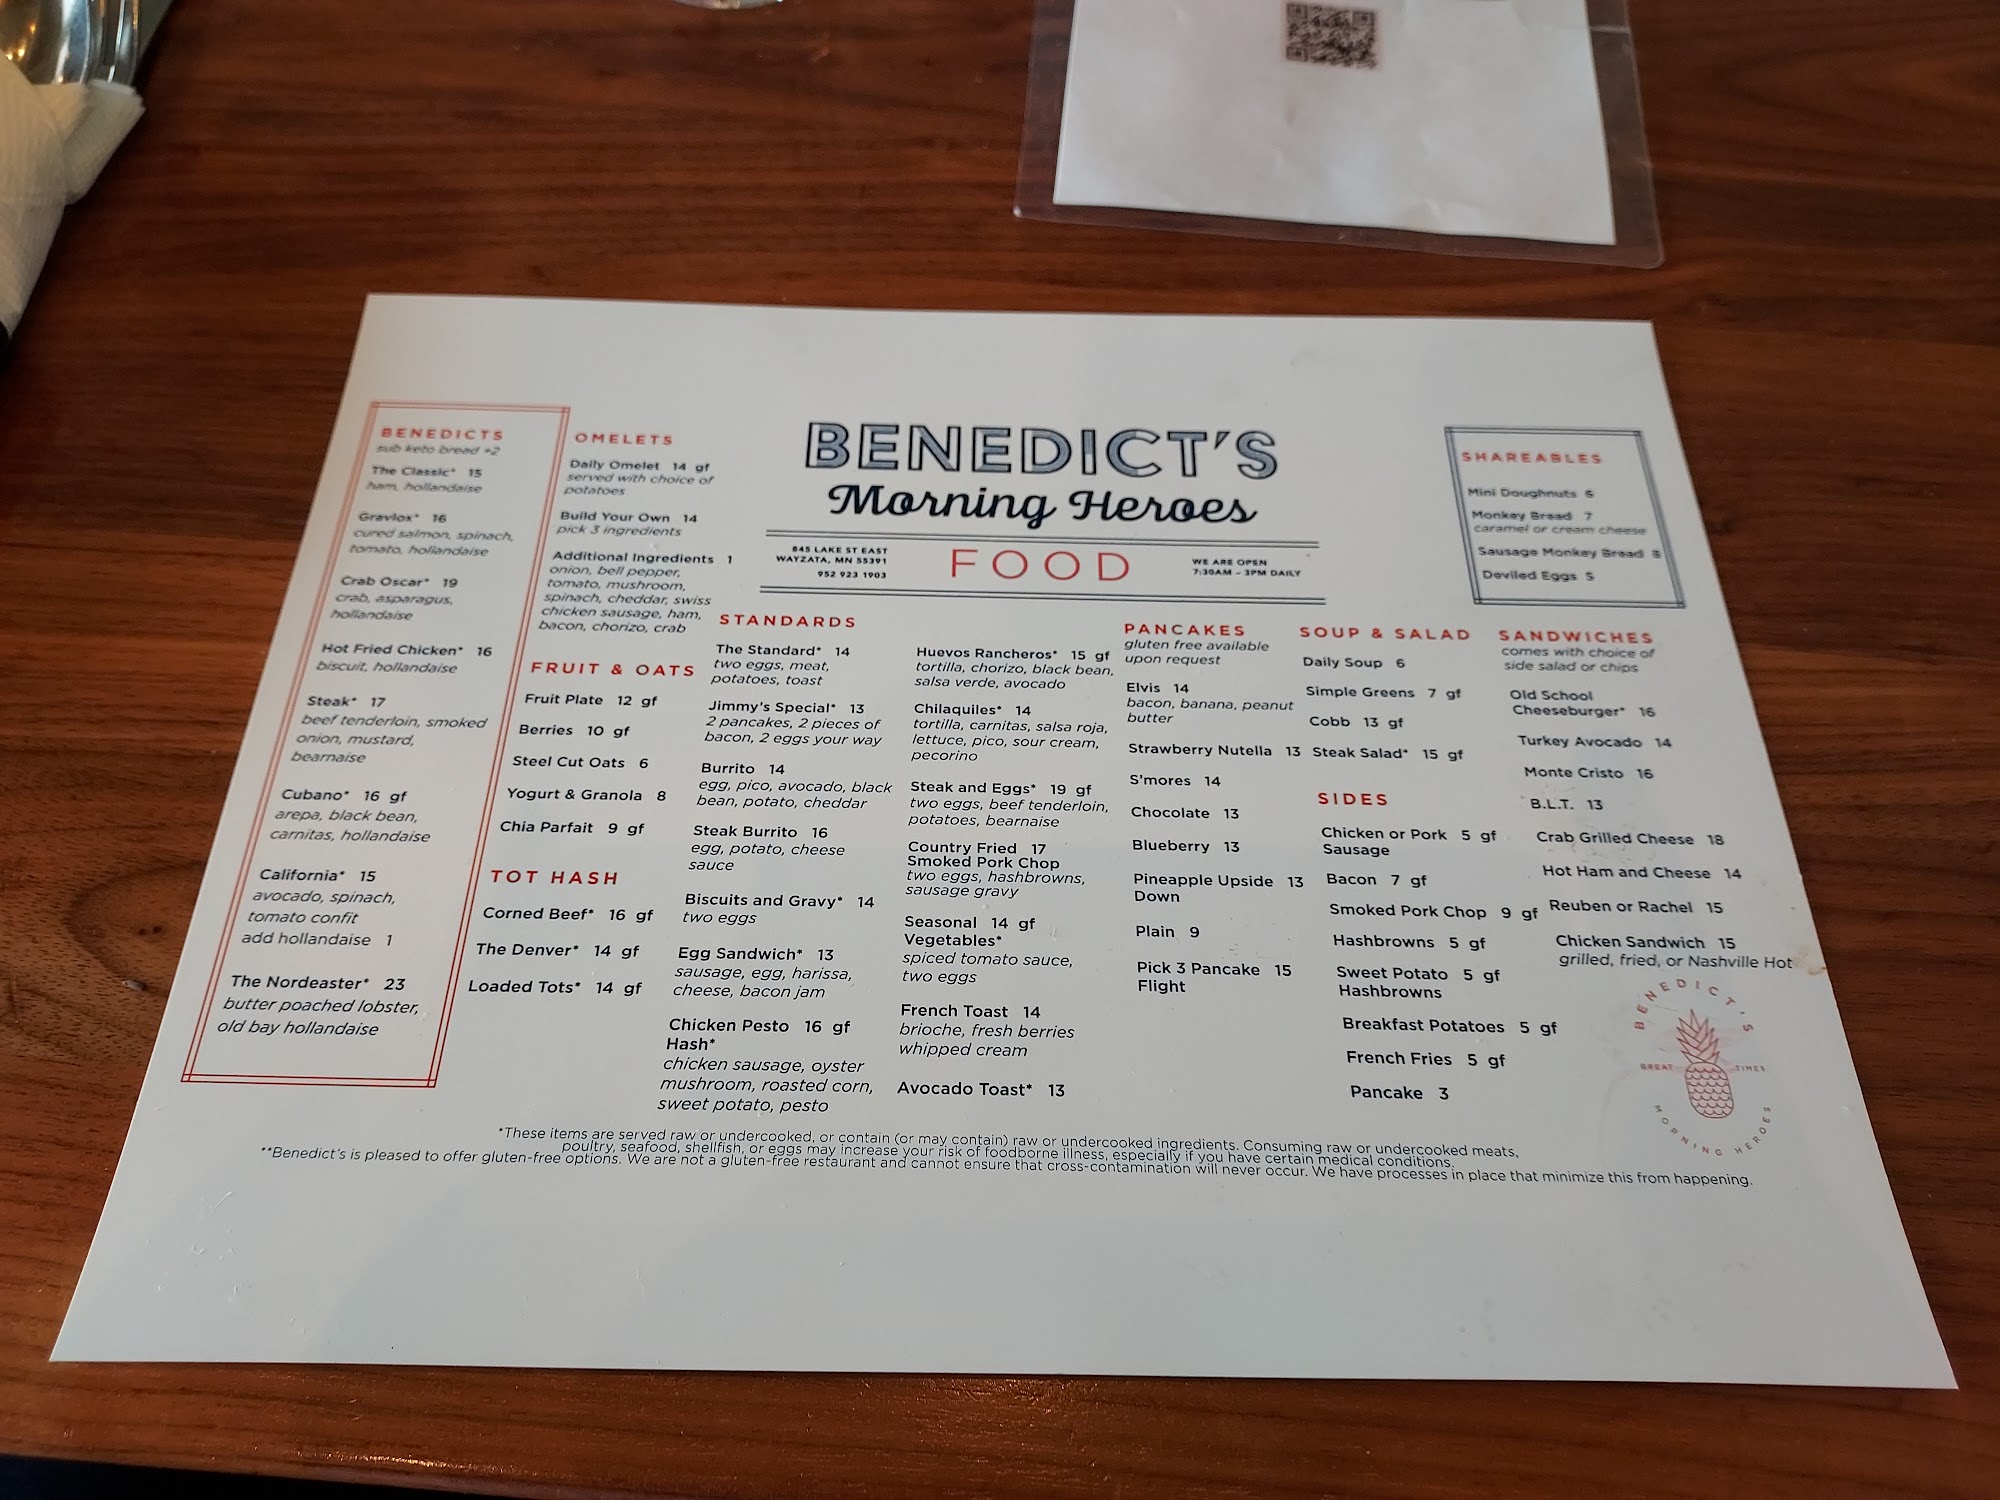 BENEDICT'S
Morning Heroes
845 LAKE ST EAST
WAYZATA, MN 55391
952 923 1903
FOOD
WE ARE OPEN
7:30AM – 3PM DAILY
BENEDICTS
sub keto bread +2
The Classic* 15
ham, hollandaise
Gravlox* 16
cured salmon, spinach,
tomato, hollandaise
Crab Oscar* 19
crab, asparagus,
hollandaise
Hot Fried Chicken* 16
biscuit, hollandaise
Steak* 17
beef tenderloin, smoked
onion, mustard,
bearnaise
Cubano* 16 gf
arepa, black bean,
carnitas, hollandaise
California* 15
avocado, spinach,
tomato confit
add hollandaise 1
The Nordeaster* 23
butter poached lobster,
old bay hollandaise
OMELETS
Daily Omelet 14 gf
served with choice of
potatoes
Build Your Own 14
pick 3 ingredients
Additional Ingredients 1
onion, bell pepper,
tomato, mushroom,
spinach, cheddar, swiss
chicken sausage, ham,
bacon, chorizo, crab
FRUIT & OATS
Fruit Plate 12 gf
Berries 10 gf
Steel Cut Oats 6
Yogurt & Granola 8
Chia Parfait 9 gf
TOT HASH
Corned Beef* 16 gf
The Denver* 14 gf
Loaded Tots* 14 gf
STANDARDS
The Standard* 14
two eggs, meat,
potatoes, toast
Jimmy's Special* 13
2 pancakes, 2 pieces of
bacon, 2 eggs your way
Burrito 14
egg, pico, avocado, black
bean, potato, cheddar
Steak Burrito 16
egg, potato, cheese
sauce
Biscuits and Gravy* 14
two eggs
Egg Sandwich* 13
sausage, egg, harissa,
cheese, bacon jam
Chicken Pesto 16 gf
Hash*
chicken sausage, oyster
mushroom, roasted corn,
sweet potato, pesto
Huevos Rancheros* 15 gf
tortilla, chorizo, black bean,
salsa verde, avocado
Chilaquiles* 14
tortilla, carnitas, salsa roja,
lettuce, pico, sour cream,
pecorino
Steak and Eggs* 19 gf
two eggs, beef tenderloin,
potatoes, bearnaise
Country Fried 17
Smoked Pork Chop
two eggs, hashbrowns,
sausage gravy
Seasonal 14 gf
Vegetables*
spiced tomato sauce,
two eggs
French Toast 14
brioche, fresh berries
whipped cream
Avocado Toast* 13
PANCAKES
gluten free available
upon request
Elvis 14
bacon, banana, peanut
butter
Strawberry Nutella 13
S'mores 14
Chocolate 13
Blueberry 13
Pineapple Upside 13
Down
Plain 9
Pick 3 Pancake 15
Flight
SOUP & SALAD
Daily Soup 6
Simple Greens 7 gf
Cobb 13 gf
Steak Salad* 15 gf
SIDES
Chicken or Pork 5 gf
Sausage
Bacon 7 gf
Smoked Pork Chop 9 gf
Hashbrowns 5 gf
Sweet Potato 5 gf
Hashbrowns
Breakfast Potatoes 5 gf
French Fries 5 gf
Pancake 3
SHAREABLES
Mini Doughnuts 6
Monkey Bread 7
caramel or cream cheese
Sausage Monkey Bread 8
Deviled Eggs 5
SANDWICHES
comes with choice of
side salad or chips
Old School
Cheeseburger* 16
Turkey Avocado 14
Monte Cristo 16
B.L.T. 13
Crab Grilled Cheese 18
Hot Ham and Cheese 14
Reuben or Rachel 15
Chicken Sandwich 15
grilled, fried, or Nashville Hot
BENEDICT'S
GREAT TIMES
MORNING HEROES
*These items are served raw or undercooked, or contain (or may contain) raw or undercooked ingredients. Consuming raw or undercooked meats,
poultry, seafood, shellfish, or eggs may increase your risk of foodborne illness, especially if you have certain medical conditions.
**Benedict's is pleased to offer gluten-free options. We are not a gluten-free restaurant and cannot ensure that cross-contamination will never occur. We have processes in place that minimize this from happening.